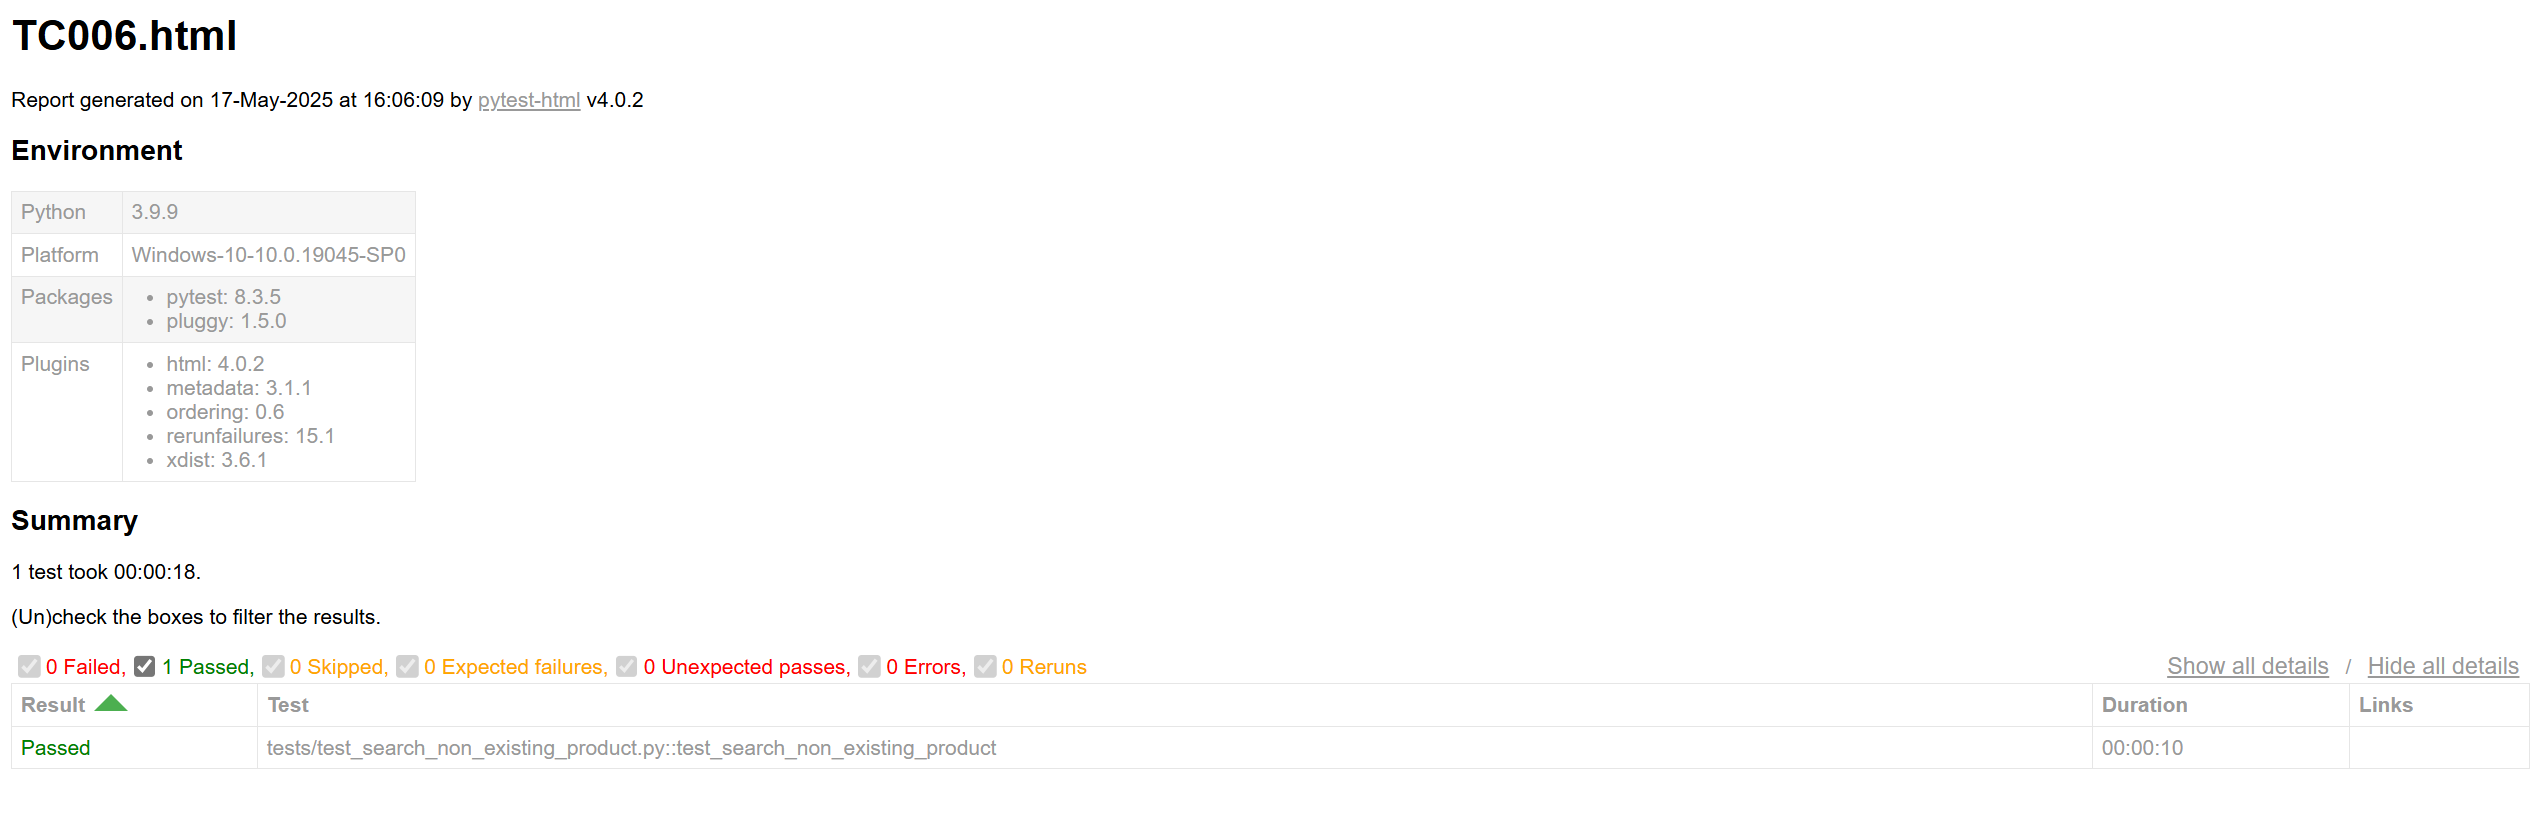 TC006.html
Report generated on 17-May-2025 at 16:06:09 by pytest-html v4.0.2
Environment
Python 3.9.9
Platform Windows-10-10.0.19045-SP0
Packages • pytest: 8.3.5
• pluggy: 1.5.0
Plugins • html: 4.0.2
• metadata: 3.1.1
• ordering: 0.6
• rerunfailures: 15.1
• xdist: 3.6.1
Summary
1 test took 00:00:18.
(Un)check the boxes to filter the results.
0 Failed, 1 Passed, 0 Skipped, 0 Expected failures, 0 Unexpected passes, 0 Errors, 0 Reruns Show all details / Hide all details
Result Test Duration Links
Passed tests/test_search_non_existing_product.py::test_search_non_existing_product 00:00:10